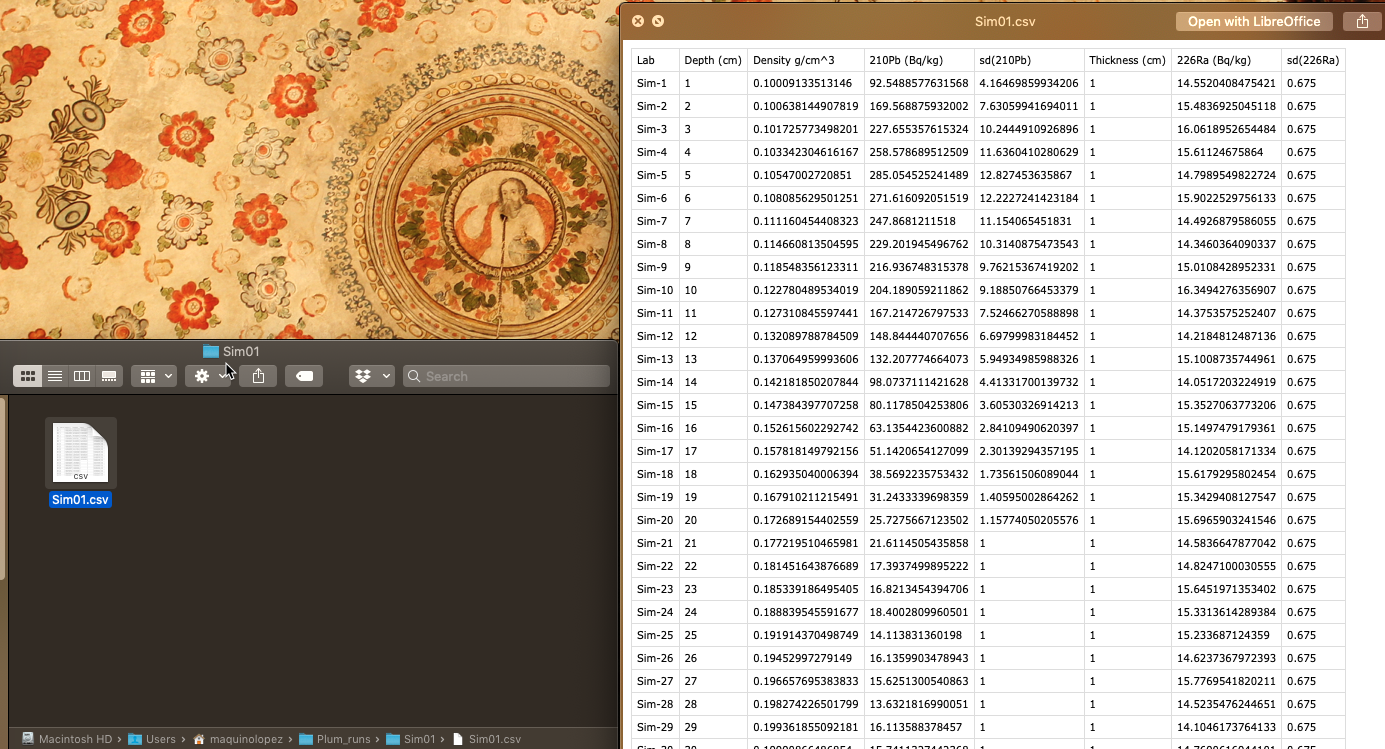 Sim01.csv
Open with LibreOffice
Lab Depth (cm) Density g/cm^3 210Pb (Bq/kg) sd(210Pb) Thickness (cm) 226Ra (Bq/kg) sd(226Ra)
Sim-1 1 0.10009133513146 92.5488577631568 4.16469859934206 1 14.5520408475421 0.675
Sim-2 2 0.100638144907819 169.568875932002 7.63059941694011 1 15.4836925045118 0.675
Sim-3 3 0.101725773498201 227.655357615324 10.2444910926896 1 16.0618952654484 0.675
Sim-4 4 0.103342304616167 258.578689512509 11.6360410280629 1 15.61124675864 0.675
Sim-5 5 0.10547002720851 285.054525241489 12.827453635867 1 14.7989549822724 0.675
Sim-6 6 0.108085629501251 271.616092051519 12.2227241423184 1 15.9022529756133 0.675
Sim-7 7 0.111160454408323 247.8681211518 11.154065451831 1 14.4926879586055 0.675
Sim-8 8 0.114660813504595 229.201945496762 10.3140875473543 1 14.3460364090337 0.675
Sim-9 9 0.118548356123311 216.936748315378 9.76215367419202 1 15.0108428952331 0.675
Sim-10 10 0.122780489534019 204.189059211862 9.18850766453379 1 16.3494276356907 0.675
Sim-11 11 0.127310845597441 167.214726797533 7.52466270588898 1 14.3753575252407 0.675
Sim-12 12 0.132089788784509 148.844440707656 6.69799983184452 1 14.2184812487136 0.675
Sim-13 13 0.137064959993606 132.207774664073 5.94934985988326 1 15.1008735744961 0.675
Sim-14 14 0.142181850207844 98.0737111421628 4.41331700139732 1 14.0517203224919 0.675
Sim-15 15 0.147384397707258 80.1178504253806 3.60530326914213 1 15.3527063773206 0.675
Sim-16 16 0.152615602292742 63.1354423600882 2.84109490620397 1 15.1497479179361 0.675
Sim-17 17 0.157818149792156 51.1420654127099 2.30139294357195 1 14.1202058171334 0.675
Sim-18 18 0.162935040006394 38.5692235753432 1.73561506089044 1 15.6179295802454 0.675
Sim-19 19 0.167910211215491 31.2433339698359 1.40595002864262 1 15.3429408127547 0.675
Sim-20 20 0.172689154402559 25.7275667123502 1.15774050205576 1 15.6965903241546 0.675
Sim-21 21 0.177219510465981 21.6114505435858 1 1 14.5836647877042 0.675
Sim-22 22 0.181451643876689 17.3937499895222 1 1 14.8247100030555 0.675
Sim-23 23 0.185339186495405 16.8213454394706 1 1 15.6451971353402 0.675
Sim-24 24 0.188839545591677 18.4002809960501 1 1 15.3313614289384 0.675
Sim-25 25 0.191914370498749 14.113831360198 1 1 15.233687124359 0.675
Sim-26 26 0.19452997279149 16.1359903478943 1 1 14.6237367972393 0.675
Sim-27 27 0.196657695383833 15.6251300540863 1 1 15.7769541820211 0.675
Sim-28 28 0.198274226501799 13.6321816990051 1 1 14.5235476244651 0.675
Sim-29 29 0.199361855092181 16.113588378457 1 1 14.1046173764133 0.675
Sim01
Search
CSV
Sim01.csv
Macintosh HD › Users › maquinolopez › Plum_runs › Sim01 › Sim01.csv